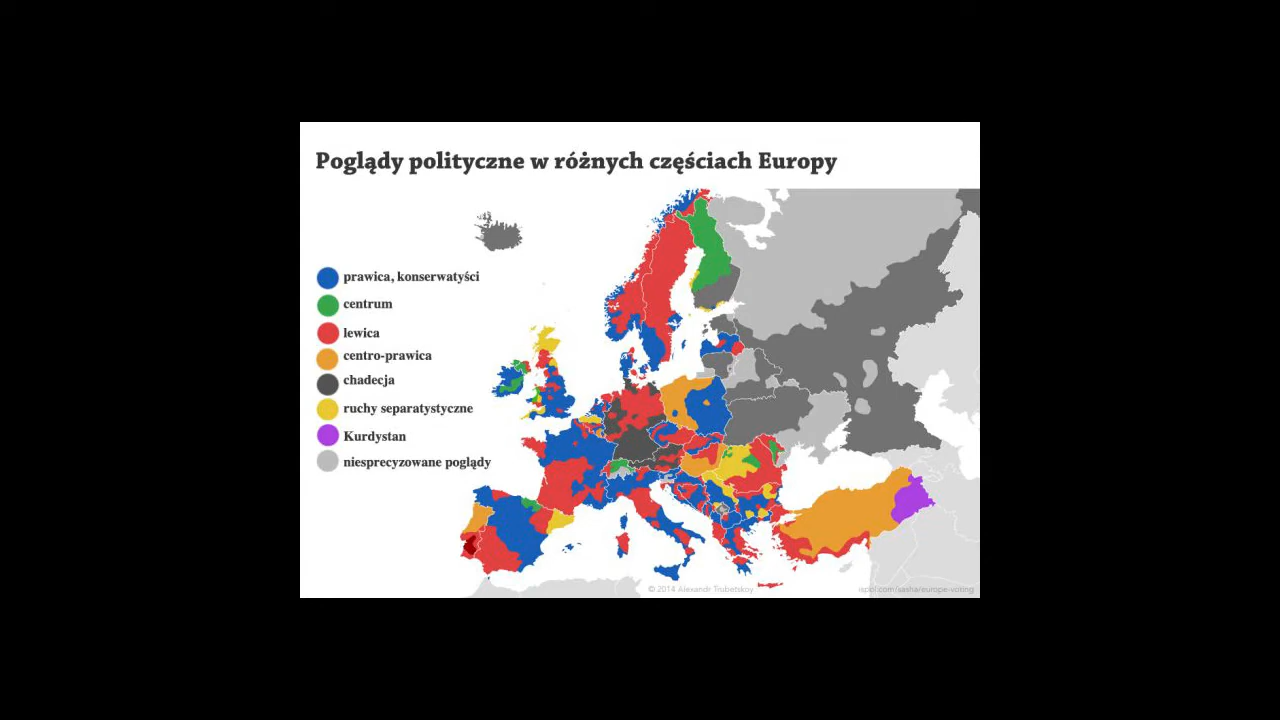 Poglądy polityczne w różnych częściach Europy
prawica, konserwatyści
centrum
lewica
centro-prawica
chadecja
ruchy separatystyczne
Kurdystan
niesprecyzowane poglądy
© 2014 Alexandr Trubetskoy